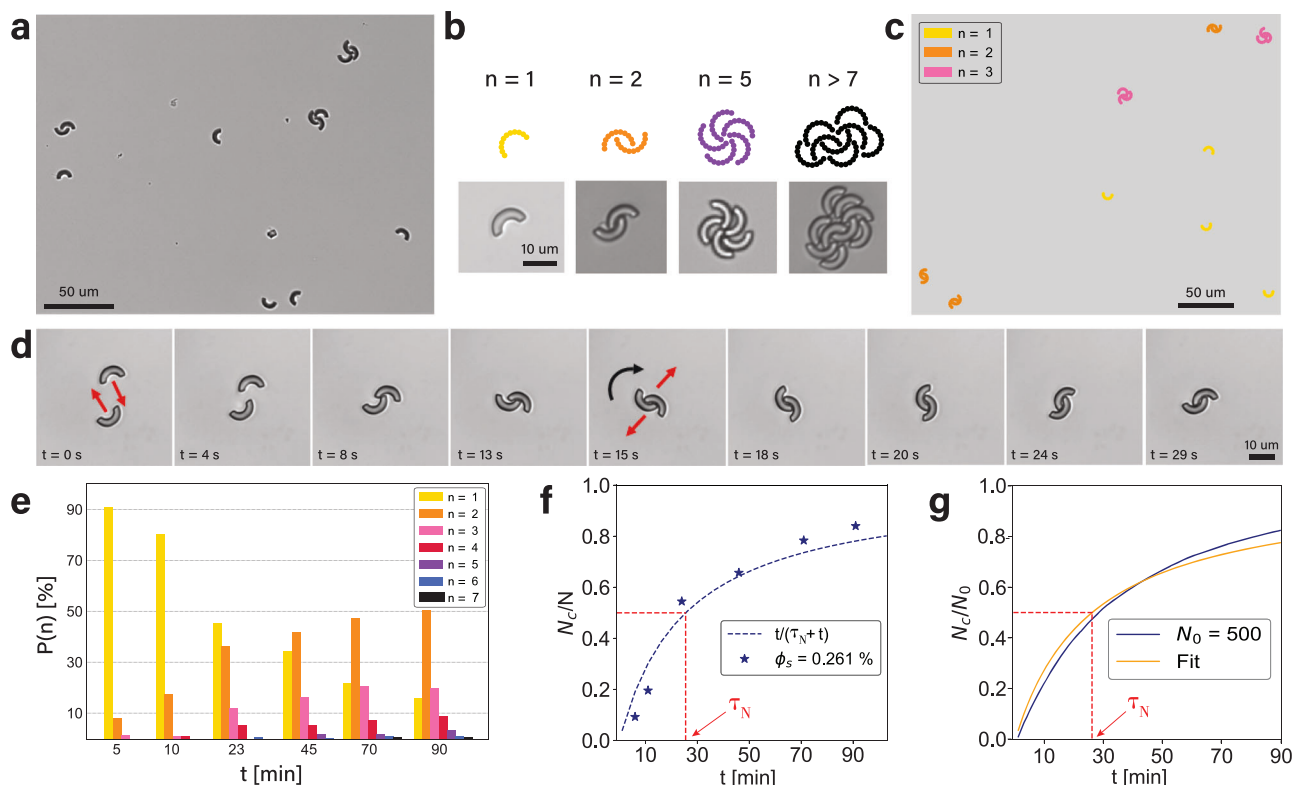 a
50 um
b
n = 1
n = 2
n = 5
n > 7
10 um
c
n = 1
n = 2
n = 3
50 um
d
t = 0 s
t = 4 s
t = 8 s
t = 13 s
t = 15 s
t = 18 s
t = 20 s
t = 24 s
t = 29 s
10 um
e
P(n) [%]
90
70
50
30
10
5
10
23
45
70
90
t [min]
n = 1
n = 2
n = 3
n = 4
n = 5
n = 6
n = 7
f
N_c/N
1.0
0.8
0.6
0.4
0.2
0.0
10
30
50
70
90
t [min]
t/(τ_N + t)
ϕ_s = 0.261 %
τ_N
g
N_c/N_0
1.0
0.8
0.6
0.4
0.2
0.0
10
30
50
70
90
t [min]
N_0 = 500
Fit
τ_N